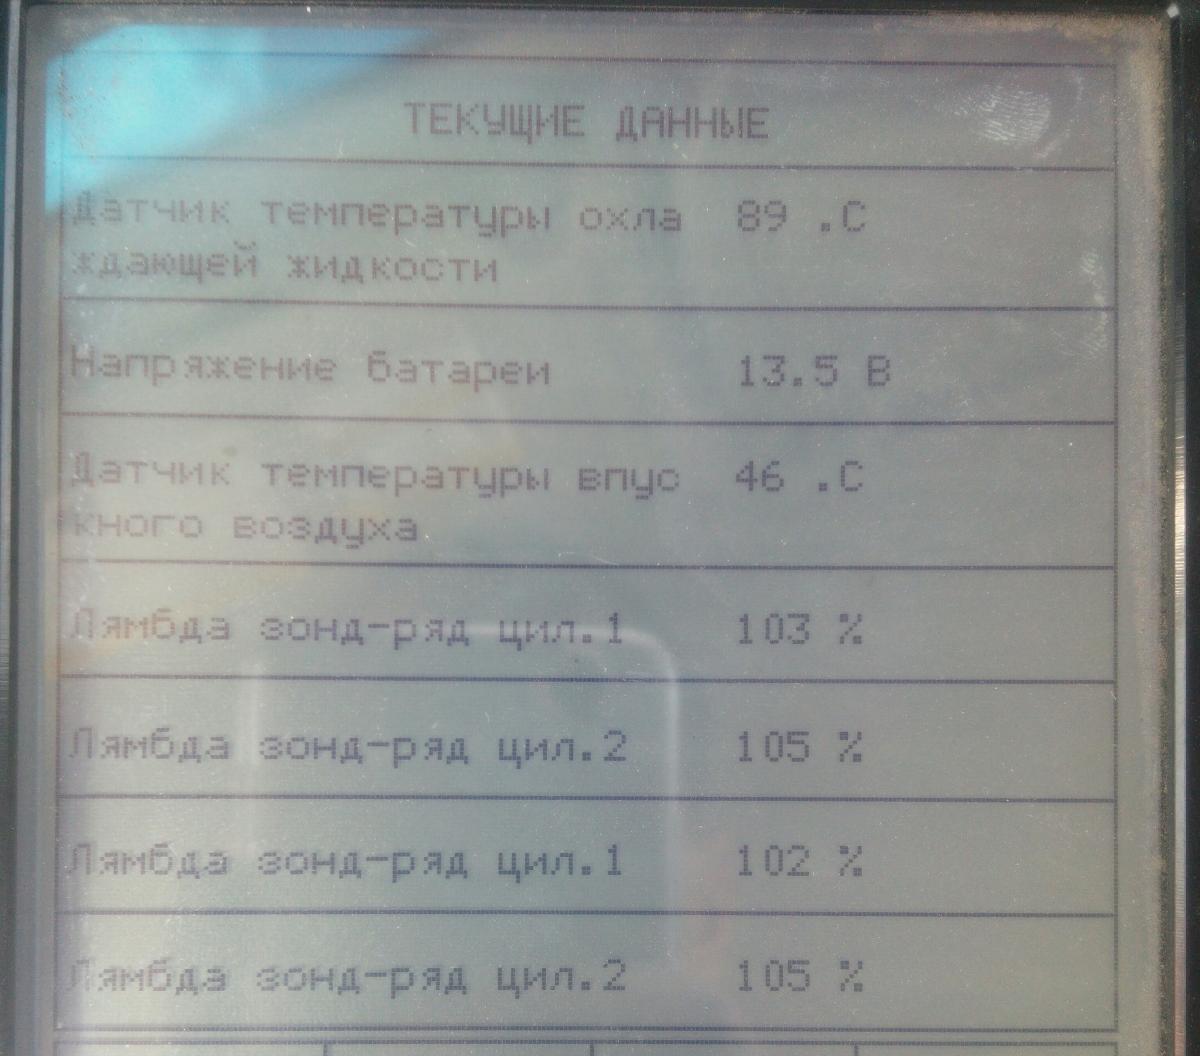 ТЕКУЩИЕ ДАННЫЕ
Датчик температуры охла 89 .C
ждающей жидкости
Напряжение батареи 13.5 В
Датчик температуры впус 46 .C
кного воздуха
Лямбда зонд-ряд цил.1 103 %
Лямбда зонд-ряд цил.2 105 %
Лямбда зонд-ряд цил.1 102 %
Лямбда зонд-ряд цил.2 105 %